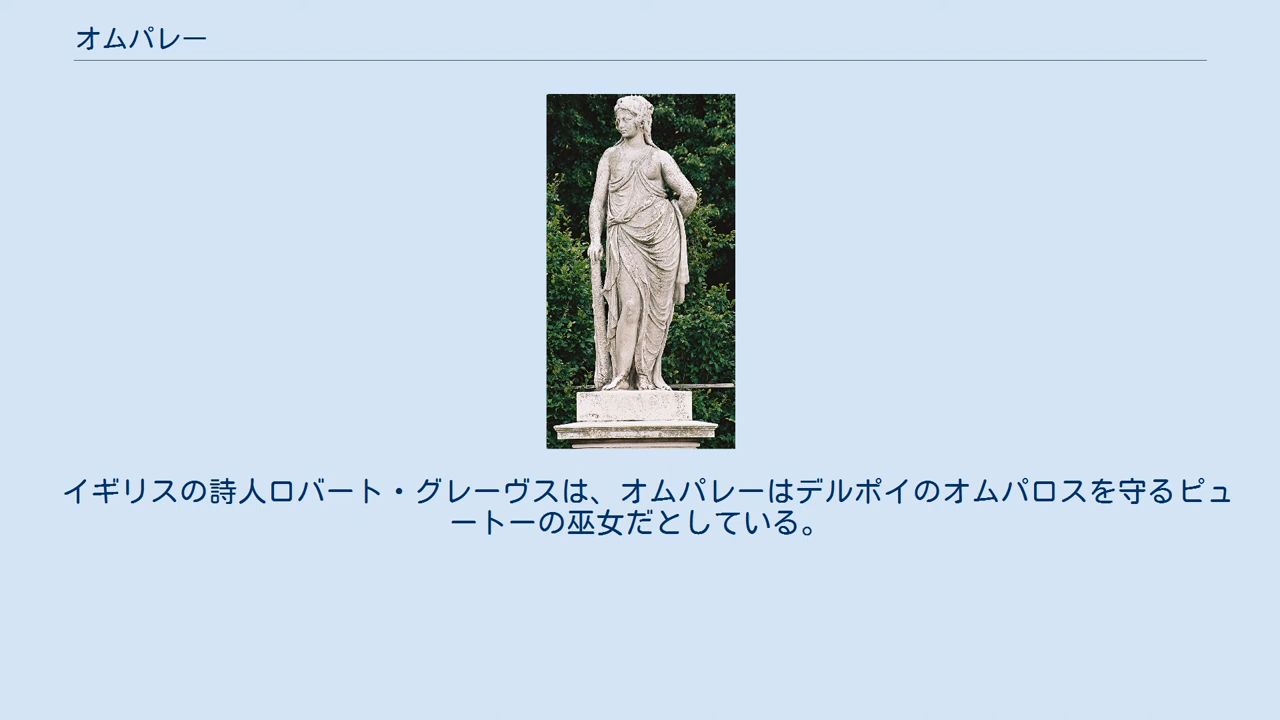 オムパレー
イギリスの詩人ロバート・グレーヴスは、オムパレーはデルポイのオムパロスを守るピュ
ートーの巫女だとしている。